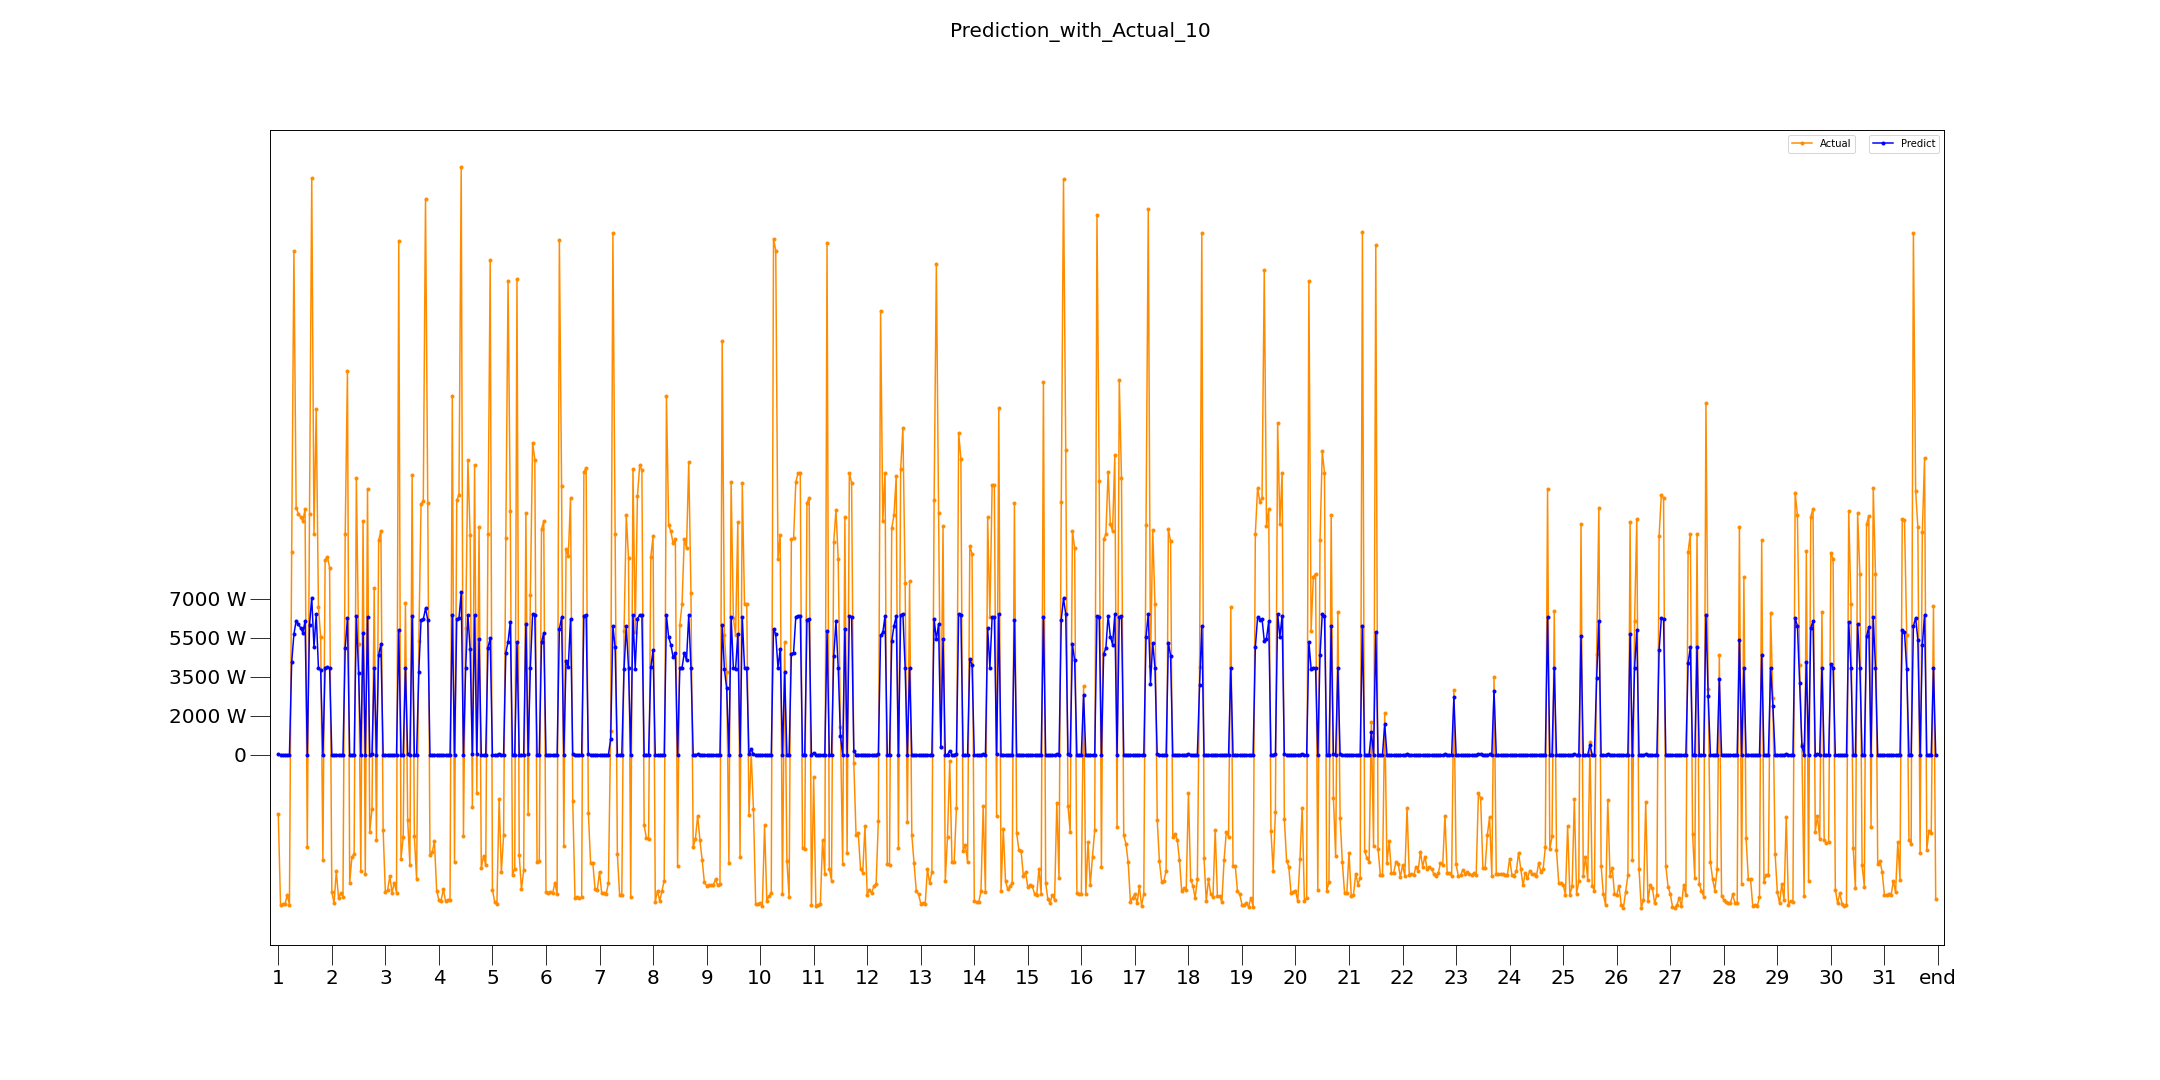 Prediction_with_Actual_10
Actual Predict
7000 W
5500 W
3500 W
2000 W
0
1 2 3 4 5 6 7 8 9 10 11 12 13 14 15 16 17 18 19 20 21 22 23 24 25 26 27 28 29 30 31 end